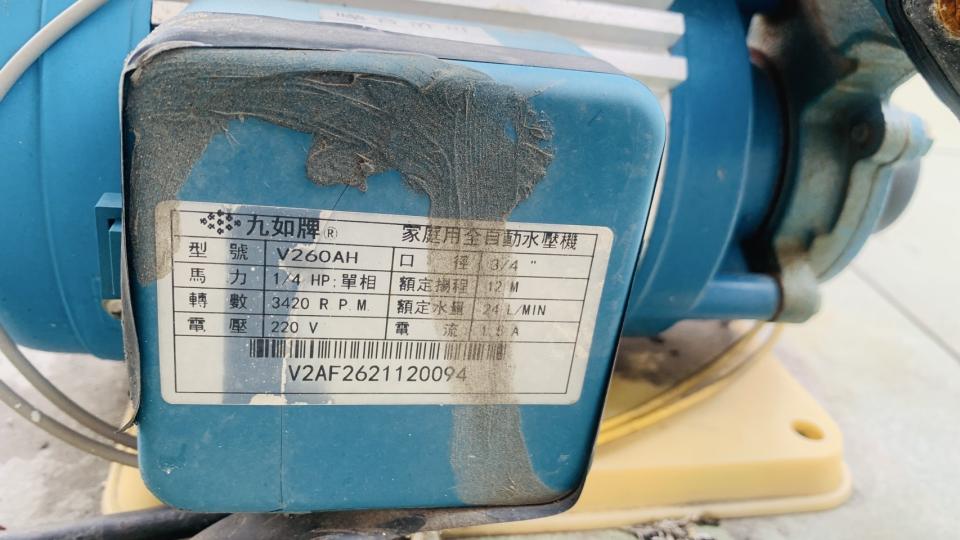 九如牌® 家庭用全自動水壓機
型號 V260AH 口徑 3/4 "
馬力 1/4 HP:單相 額定揚程 12 M
轉數 3420 R P.M. 額定水量 24 L/MIN
電壓 220 V 電流 1.5 A
V2AF2621120094